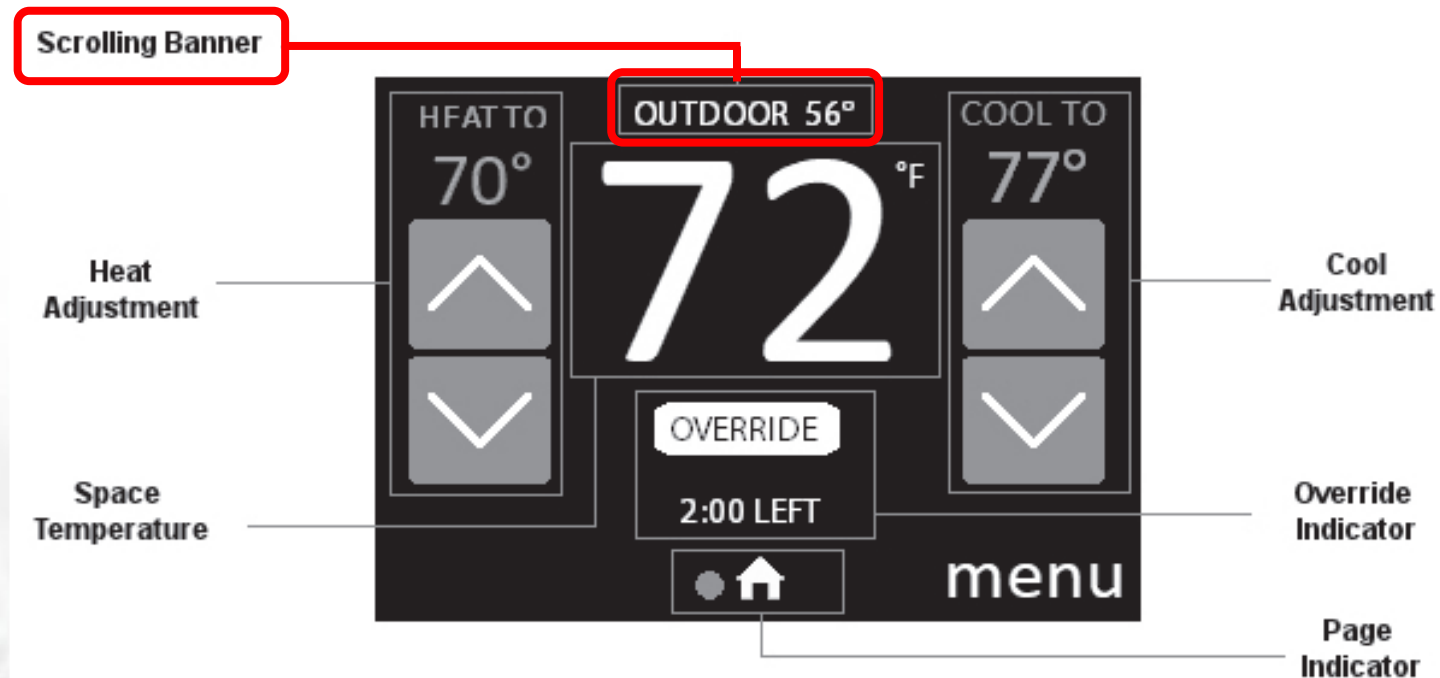 Scrolling Banner
HEAT TO
70°
OUTDOOR 56°
72 °F
COOL TO
77°
Heat
Adjustment
Cool
Adjustment
OVERRIDE
2:00 LEFT
Space
Temperature
Override
Indicator
menu
Page
Indicator